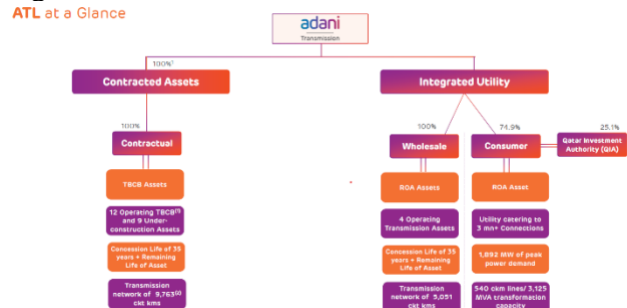 ATL at a Glance
adani
Transmission
100%¹
Contracted Assets
Integrated Utility
100%
Contractual
100%
Wholesale
74.9%
Consumer
25.1%
Qatar Investment
Authority (QIA)
TBCB Assets
ROA Assets
ROA Asset
12 Operating TBCB⁽²⁾
and 9 Under-
construction Assets
4 Operating
Transmission Assets
Utility catering to
3 mn+ Connections
Concession Life of 35
years + Remaining
Life of Asset
Concession Life of 35
years + Remaining
Life of Asset
1,892 MW of peak
power demand
Transmission
network of 9,763
ckt kms
Transmission
network of 5,051
ckt kms
540 ckm lines/ 3,125
MVA transformation
capacity